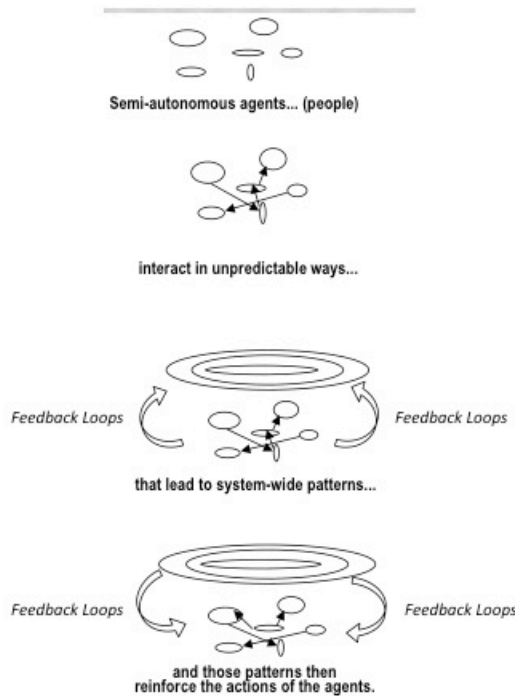 Semi-autonomous agents... (people)
interact in unpredictable ways...
Feedback Loops
Feedback Loops
that lead to system-wide patterns...
Feedback Loops
Feedback Loops
and those patterns then
reinforce the actions of the agents.